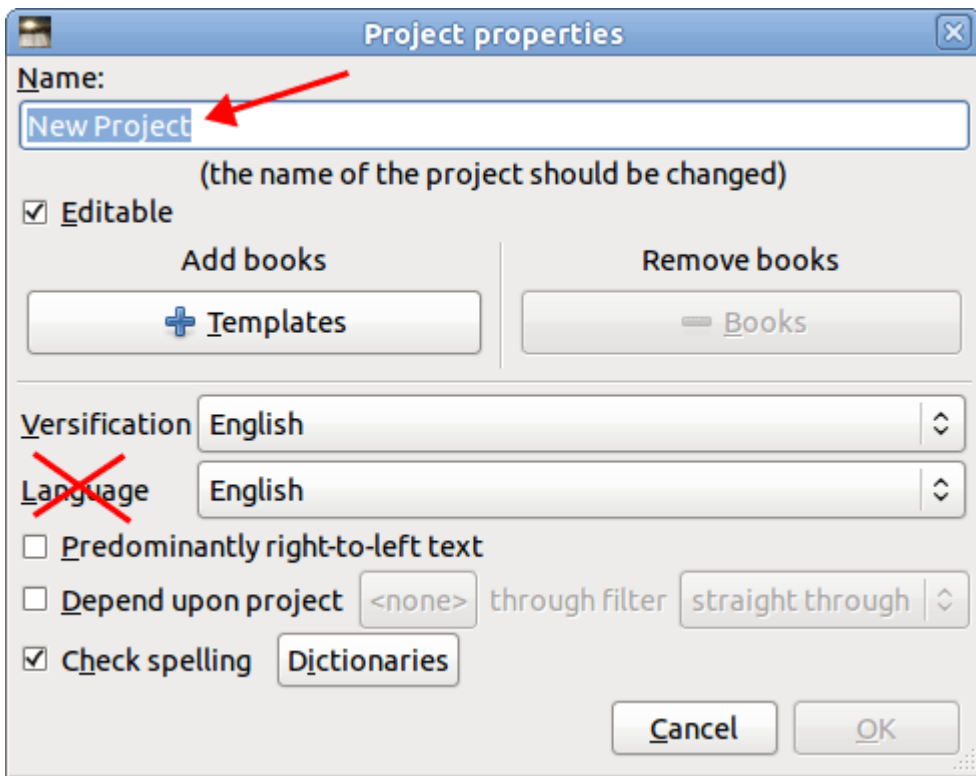 Project properties
Name:
New Project
(the name of the project should be changed)
Editable
Add books Remove books
Templates Books
Versification English
Language English
Predominantly right-to-left text
Depend upon project <none> through filter straight through
Check spelling Dictionaries
Cancel OK